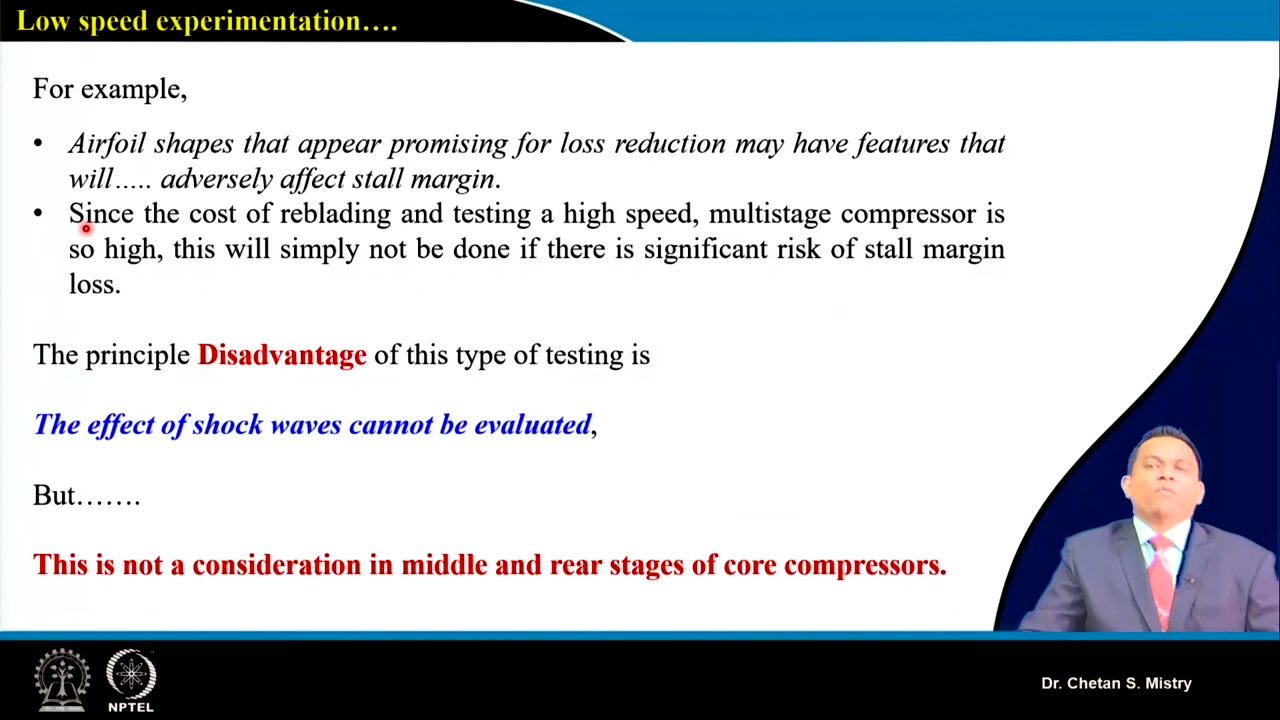 Low speed experimentation….
For example,
• Airfoil shapes that appear promising for loss reduction may have features that
will….. adversely affect stall margin.
• Since the cost of reblading and testing a high speed, multistage compressor is
so high, this will simply not be done if there is significant risk of stall margin
loss.
The principle Disadvantage of this type of testing is
The effect of shock waves cannot be evaluated,
But…….
This is not a consideration in middle and rear stages of core compressors.
NPTEL
Dr. Chetan S. Mistry